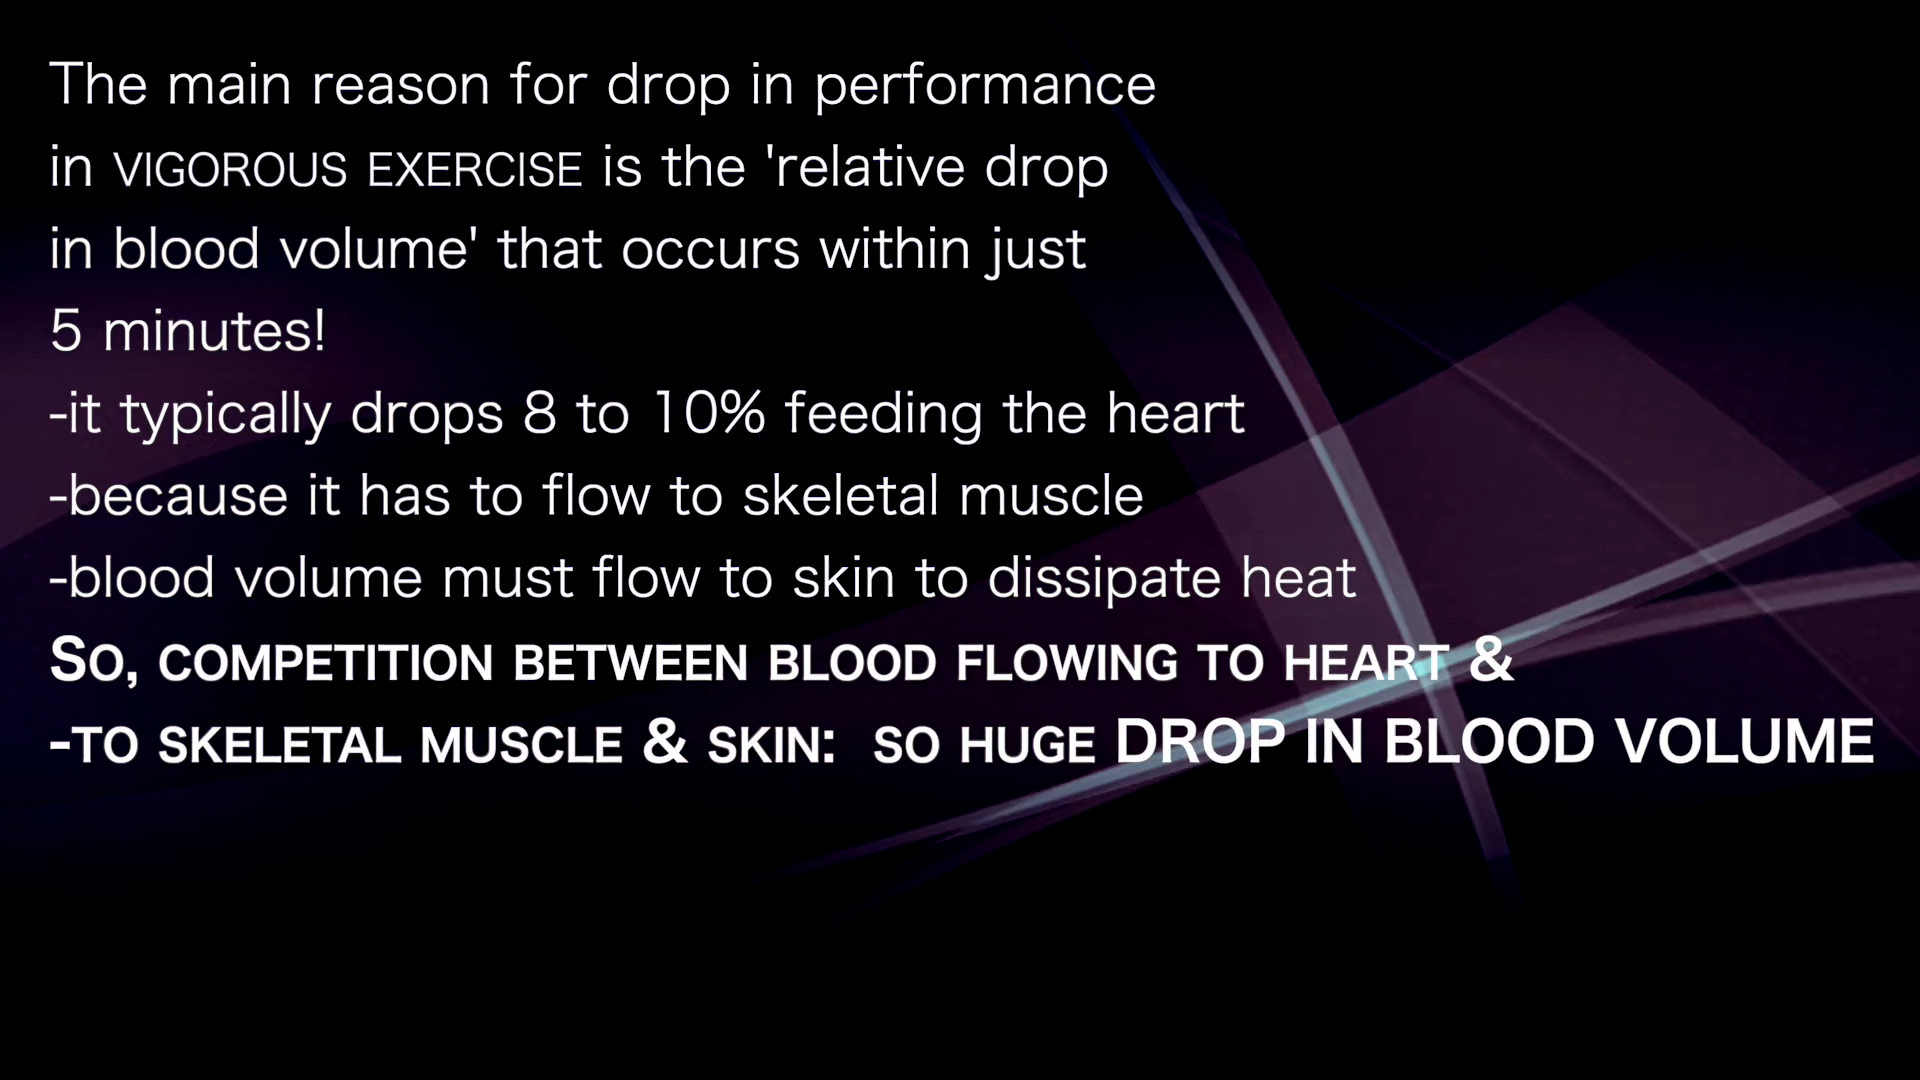 The main reason for drop in performance
in VIGOROUS EXERCISE is the 'relative drop
in blood volume' that occurs within just
5 minutes!
-it typically drops 8 to 10% feeding the heart
-because it has to flow to skeletal muscle
-blood volume must flow to skin to dissipate heat
SO, COMPETITION BETWEEN BLOOD FLOWING TO HEART &
-TO SKELETAL MUSCLE & SKIN: SO HUGE DROP IN BLOOD VOLUME